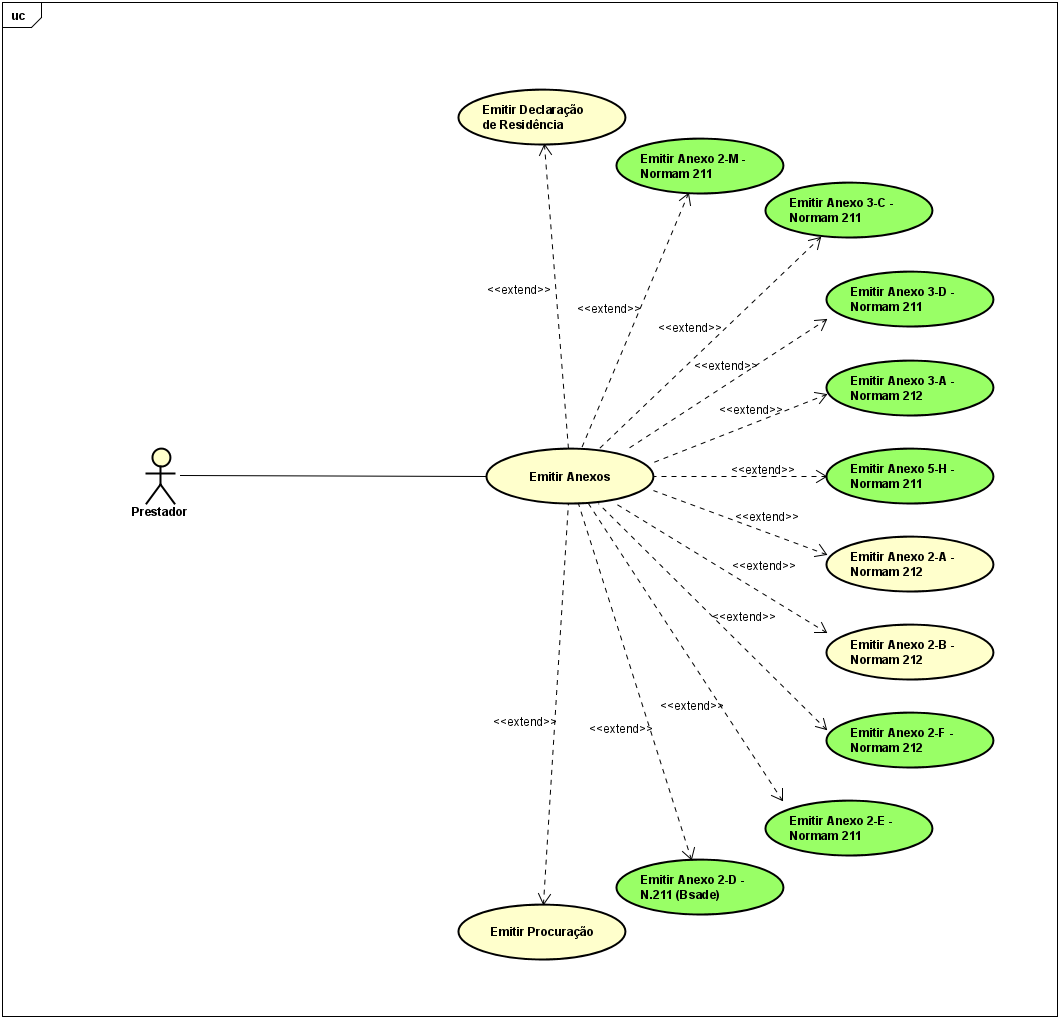 uc
Emitir Declaração
de Residência
Emitir Anexo 2-M -
Normam 211
Emitir Anexo 3-C -
Normam 211
<<extend>>
<<extend>>
<<extend>>
Emitir Anexo 3-D -
Normam 211
<<extend>>
Emitir Anexo 3-A -
Normam 212
<<extend>>
Prestador
Emitir Anexos
<<extend>>
Emitir Anexo 5-H -
Normam 211
<<extend>>
Emitir Anexo 2-A -
Normam 212
<<extend>>
Emitir Anexo 2-B -
Normam 212
<<extend>>
Emitir Anexo 2-F -
Normam 212
<<extend>>
<<extend>>
<<extend>>
Emitir Anexo 2-E -
Normam 211
Emitir Anexo 2-D -
N.211 (Bsade)
Emitir Procuração